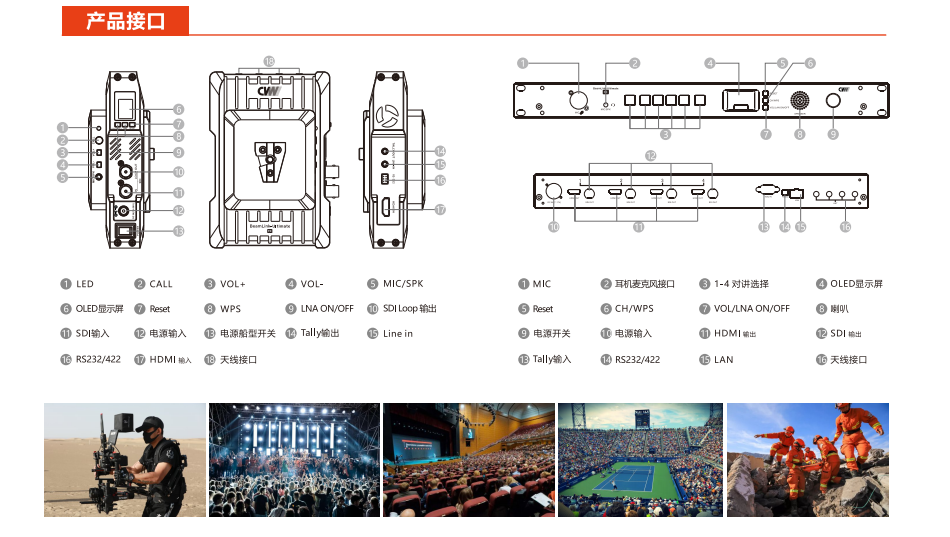 产品接口
18
CVW
BeamLink-Ultimate
1
2
3
4
5
6
7
8
9
10
11
12
13
14
15
16
17
1
2
4
5
6
CVW
3
7
8
9
12
1
2
3
4
10
11
13
14
15
16
1 LED
2 CALL
3 VOL+
4 VOL-
5 MIC/SPK
6 OLED显示屏
7 Reset
8 WPS
9 LNA ON/OFF
10 SDI Loop 输出
11 SDI输入
12 电源输入
13 电源船型开关
14 Tally输出
15 Line in
16 RS232/422
17 HDMI 输入
18 天线接口
1 MIC
2 耳机麦克风接口
3 1-4 对讲选择
4 OLED显示屏
5 Reset
6 CH/WPS
7 VOL/LNA ON/OFF
8 喇叭
9 电源开关
10 电源输入
11 HDMI 输出
12 SDI 输出
13 Tally输入
14 RS232/422
15 LAN
16 天线接口